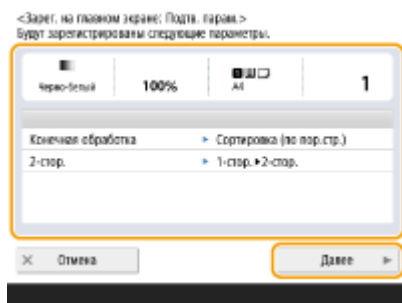 <Зарег. на главном экране: Подтв. парам.>
Будут зарегистрированы следующие параметры.
Черно-белый 100% A4 1
Конечная обработка ▸ Сортировка (по пор.стр.)
2-стор. ▸ 1-стор.▸2-стор.
× Отмена Далее ▸